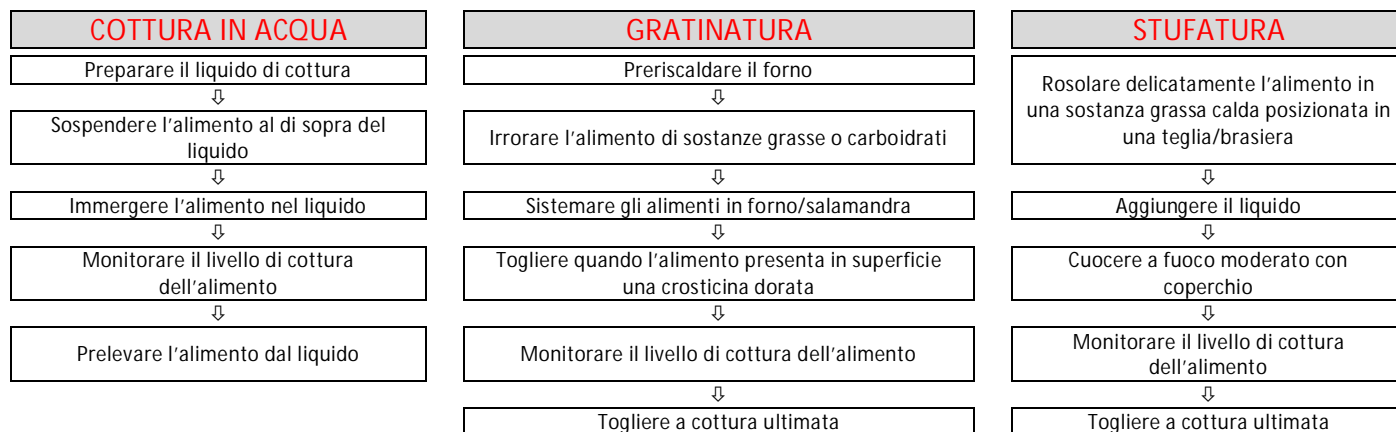 COTTURA IN ACQUA
Preparare il liquido di cottura
⇩
Sospendere l'alimento al di sopra del
liquido
⇩
Immergere l'alimento nel liquido
⇩
Monitorare il livello di cottura
dell'alimento
⇩
Prelevare l'alimento dal liquido
GRATINATURA
Preriscaldare il forno
⇩
Irrorare l'alimento di sostanze grasse o carboidrati
⇩
Sistemare gli alimenti in forno/salamandra
⇩
Togliere quando l'alimento presenta in superficie
una crosticina dorata
⇩
Monitorare il livello di cottura dell'alimento
⇩
Togliere a cottura ultimata
STUFATURA
Rosolare delicatamente l'alimento in
una sostanza grassa calda posizionata in
una teglia/brasiera
⇩
Aggiungere il liquido
⇩
Cuocere a fuoco moderato con
coperchio
⇩
Monitorare il livello di cottura
dell'alimento
⇩
Togliere a cottura ultimata